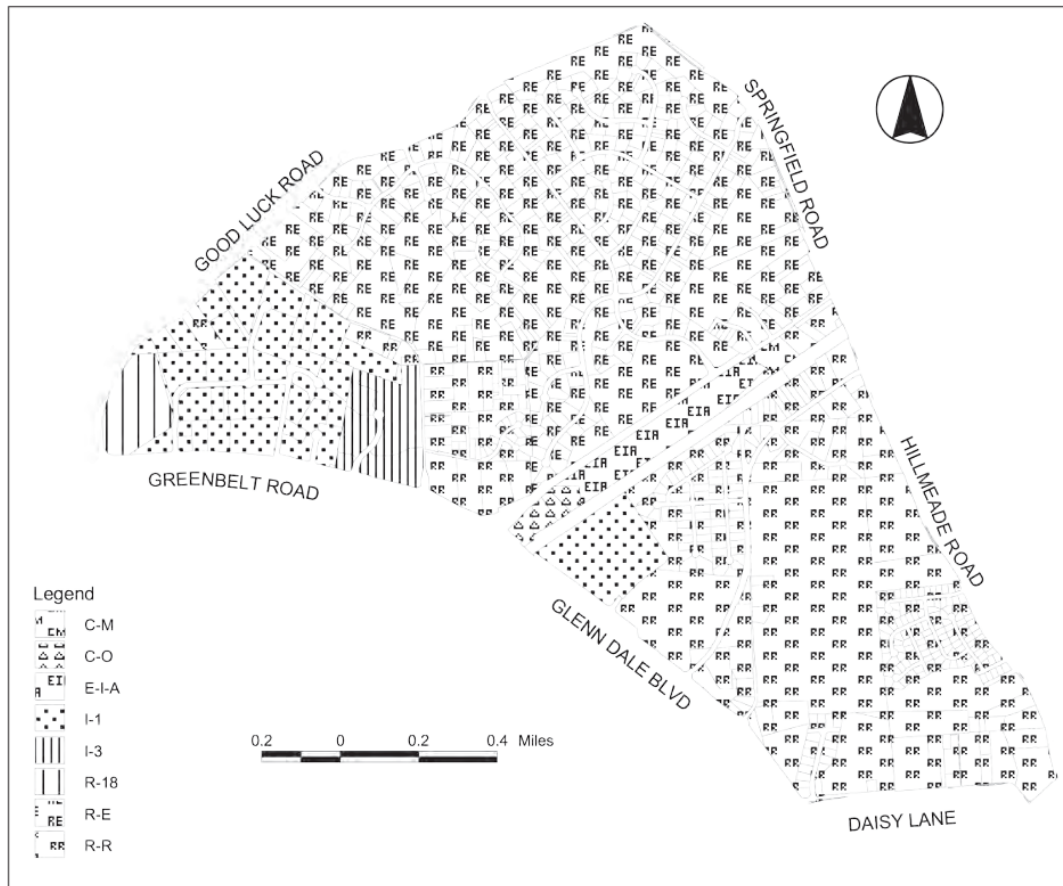 GOOD LUCK ROAD
SPRINGFIELD ROAD
GREENBELT ROAD
HILLMEADE ROAD
GLENN DALE BLVD
DAISY LANE
Legend
C-M
C-O
E-I-A
I-1
I-3
R-18
R-E
R-R
0.2 0 0.2 0.4 Miles